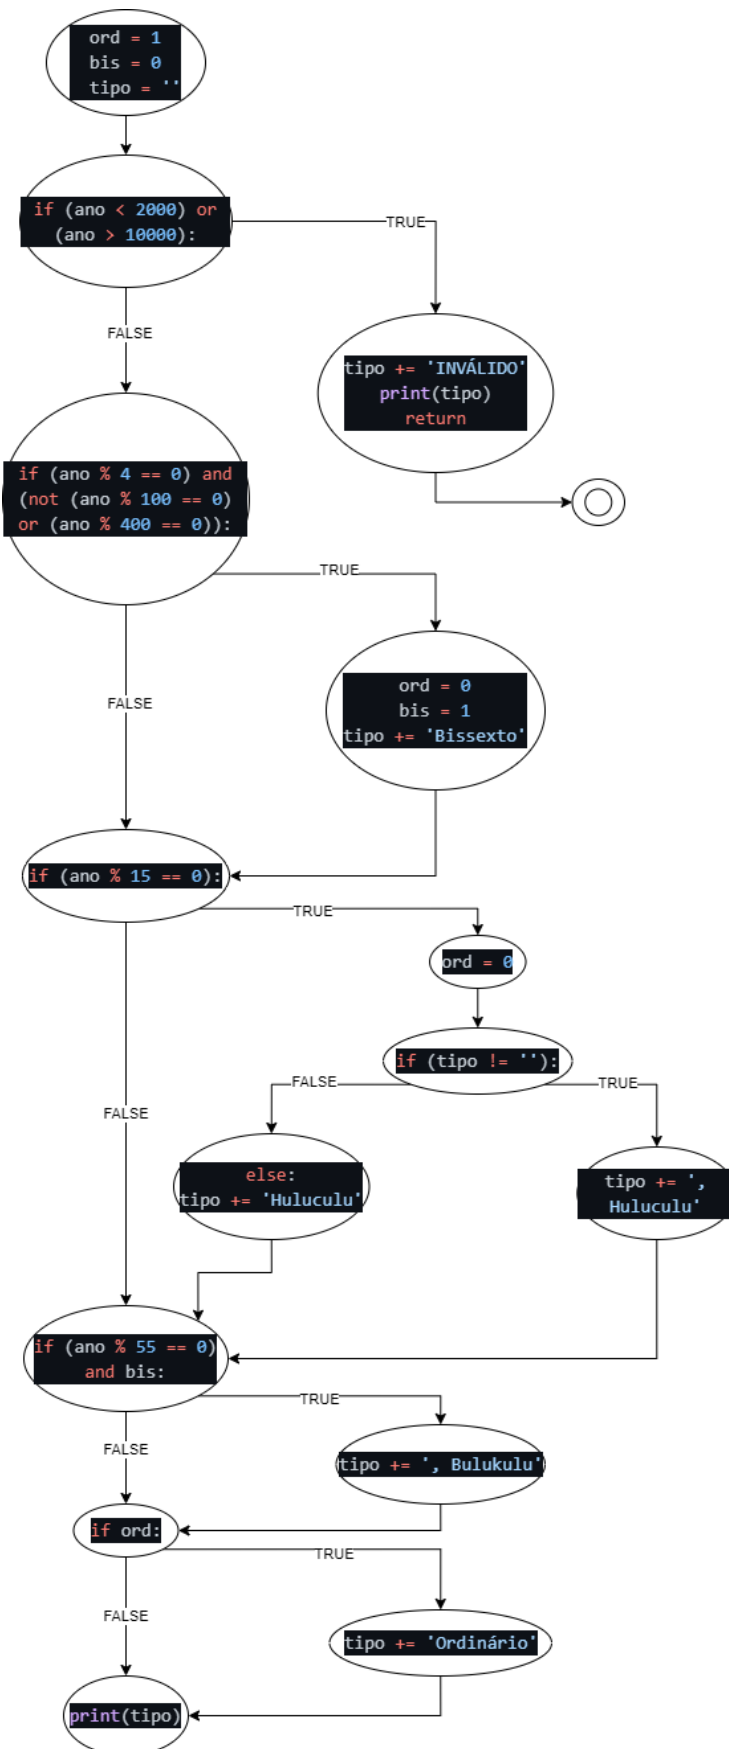 ord = 1
bis = 0
tipo = ''
if (ano < 2000) or
(ano > 10000):
TRUE
FALSE
tipo += 'INVÁLIDO'
print(tipo)
return
if (ano % 4 == 0) and
(not (ano % 100 == 0)
or (ano % 400 == 0)):
TRUE
FALSE
ord = 0
bis = 1
tipo += 'Bissexto'
if (ano % 15 == 0):
TRUE
ord = 0
if (tipo != ''):
FALSE
TRUE
FALSE
else:
tipo += 'Huluculu'
tipo += ',
Huluculu'
if (ano % 55 == 0)
and bis:
TRUE
FALSE
tipo += ', Bulukulu'
if ord:
TRUE
FALSE
tipo += 'Ordinário'
print(tipo)